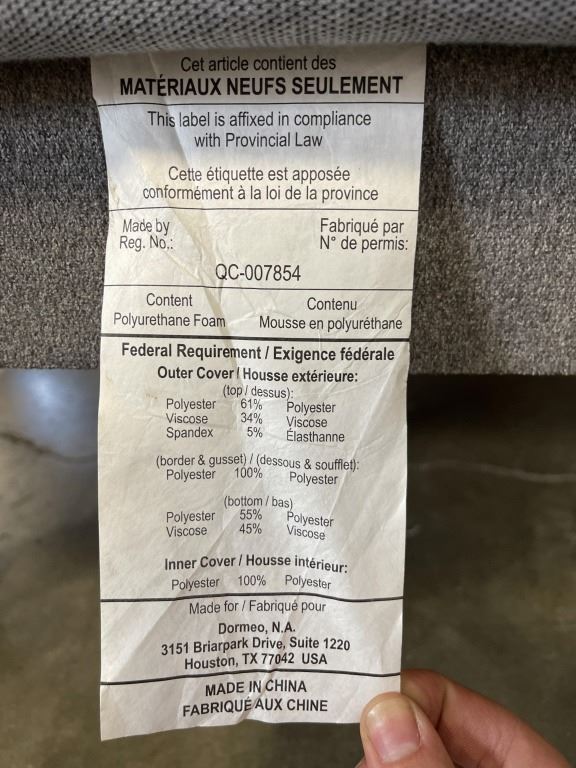 Cet article contient des
MATÉRIAUX NEUFS SEULEMENT
This label is affixed in compliance
with Provincial Law
Cette étiquette est apposée
conformément à la loi de la province
Made by Fabriqué par
Reg. No.: N° de permis:
QC-007854
Content Contenu
Polyurethane Foam Mousse en polyuréthane
Federal Requirement / Exigence fédérale
Outer Cover / Housse extérieure:
(top / dessus):
Polyester 61% Polyester
Viscose 34% Viscose
Spandex 5% Élasthanne
(border & gusset) / (dessous & soufflet):
Polyester 100% Polyester
(bottom / bas)
Polyester 55% Polyester
Viscose 45% Viscose
Inner Cover / Housse intérieur:
Polyester 100% Polyester
Made for / Fabriqué pour
Dormeo, N.A.
3151 Briarpark Drive, Suite 1220
Houston, TX 77042 USA
MADE IN CHINA
FABRIQUÉ AUX CHINE